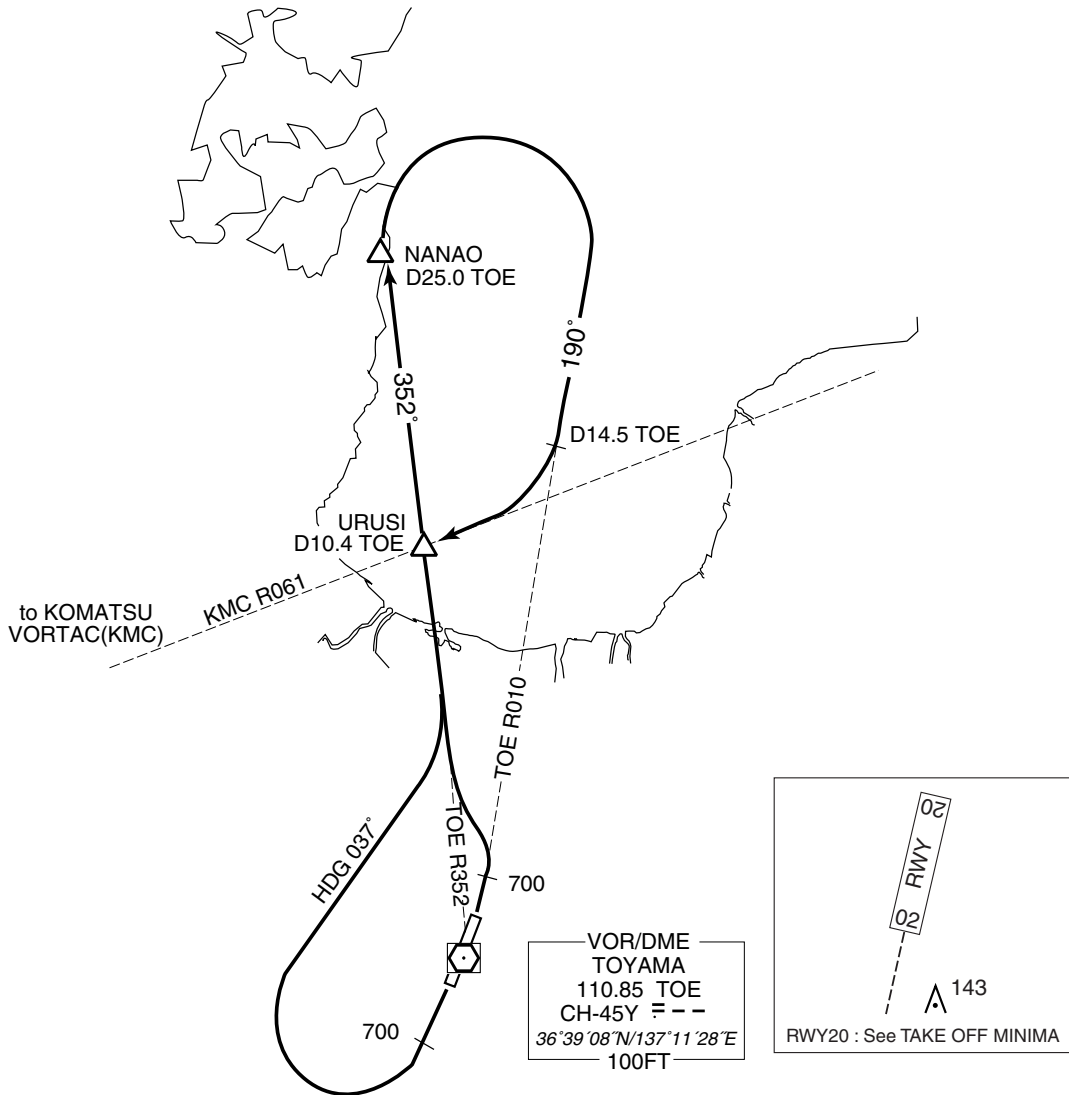 NANAO
D25.0 TOE
190°
352°
D14.5 TOE
URUSI
D10.4 TOE
KMC R061
to KOMATSU
VORTAC(KMC)
TOE R010
HDG 037°
TOE R352
700
700
VOR/DME
TOYAMA
110.85 TOE
CH-45Y
36°39′08″N/137°11′28″E
100FT
20
RWY
02
143
RWY20 : See TAKE OFF MINIMA